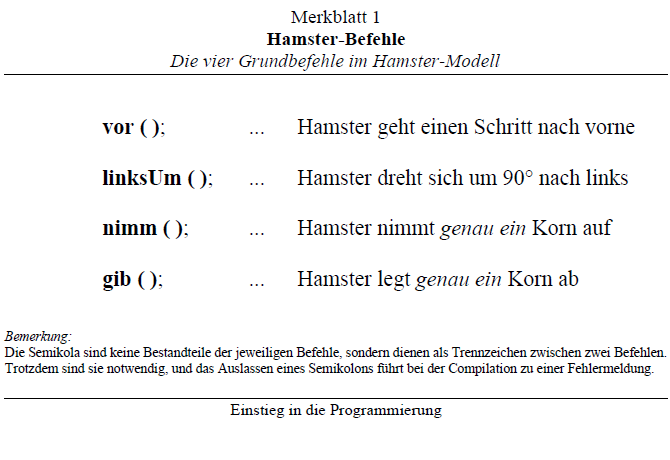 Merkblatt 1
Hamster-Befehle
Die vier Grundbefehle im Hamster-Modell
vor ( ); ... Hamster geht einen Schritt nach vorne
linksUm ( ); ... Hamster dreht sich um 90° nach links
nimm ( ); ... Hamster nimmt genau ein Korn auf
gib ( ); ... Hamster legt genau ein Korn ab
Bemerkung:
Die Semikola sind keine Bestandteile der jeweiligen Befehle, sondern dienen als Trennzeichen zwischen zwei Befehlen.
Trotzdem sind sie notwendig, und das Auslassen eines Semikolons führt bei der Compilation zu einer Fehlermeldung.
Einstieg in die Programmierung